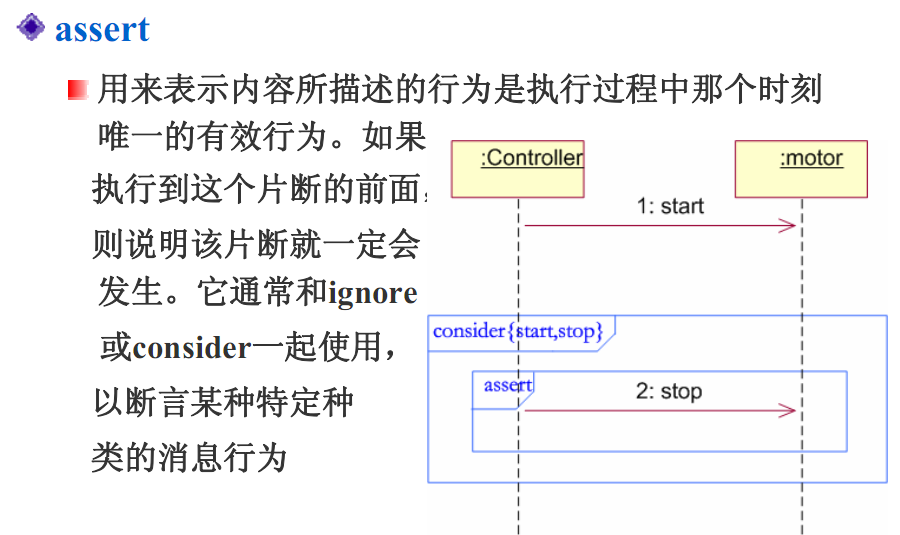 assert
用来表示内容所描述的行为是执行过程中那个时刻
唯一的有效行为。如果
执行到这个片断的前面，
则说明该片断就一定会
发生。它通常和ignore
或consider一起使用，
以断言某种特定种
类的消息行为
:Controller
:motor
1: start
consider{start,stop}
assert
2: stop